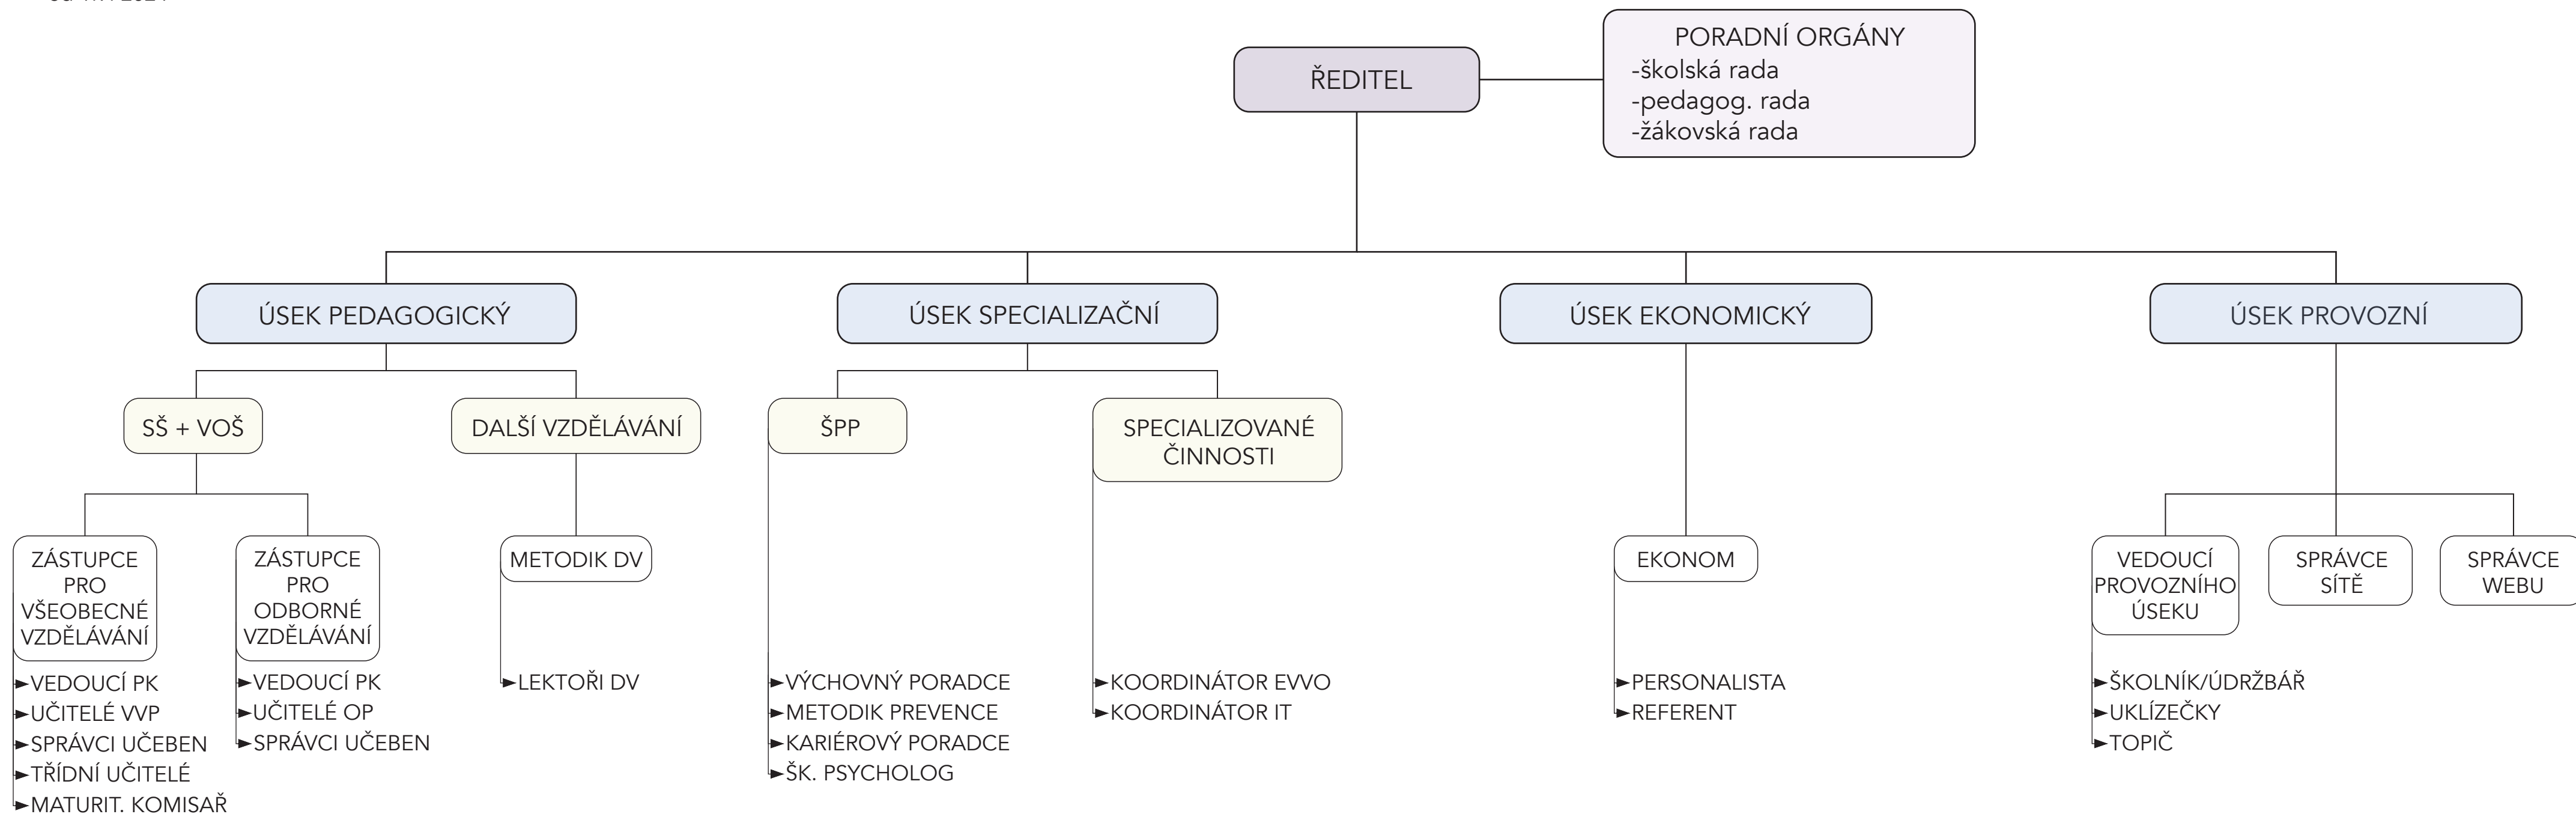 ŘEDITEL
PORADNÍ ORGÁNY
-školská rada
-pedagog. rada
-žákovská rada
ÚSEK PEDAGOGICKÝ
ÚSEK SPECIALIZAČNÍ
ÚSEK EKONOMICKÝ
ÚSEK PROVOZNÍ
SŠ + VOŠ
DALŠÍ VZDĚLÁVÁNÍ
ŠPP
SPECIALIZOVANÉ
ČINNOSTI
ZÁSTUPCE
PRO
VŠEOBECNÉ
VZDĚLÁVÁNÍ
ZÁSTUPCE
PRO
ODBORNÉ
VZDĚLÁVÁNÍ
METODIK DV
EKONOM
VEDOUCÍ
PROVOZNÍHO
ÚSEKU
SPRÁVCE
SÍTĚ
SPRÁVCE
WEBU
VEDOUCÍ PK
UČITELÉ VVP
SPRÁVCI UČEBEN
TŘÍDNÍ UČITELÉ
MATURIT. KOMISAŘ
VEDOUCÍ PK
UČITELÉ OP
SPRÁVCI UČEBEN
LEKTOŘI DV
VÝCHOVNÝ PORADCE
METODIK PREVENCE
KARIÉROVÝ PORADCE
ŠK. PSYCHOLOG
KOORDINÁTOR EVVO
KOORDINÁTOR IT
PERSONALISTA
REFERENT
ŠKOLNÍK/ÚDRŽBÁŘ
UKLÍZEČKY
TOPIČ